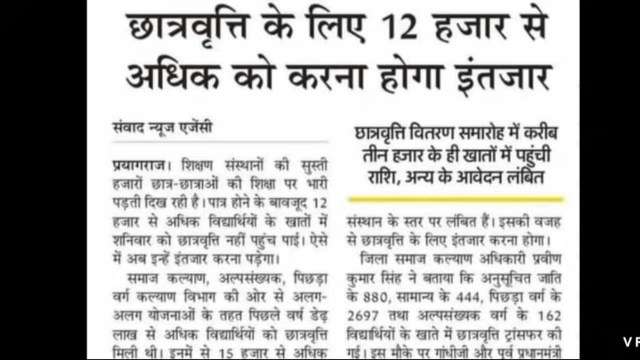 छात्रवृत्ति के लिए 12 हजार से
अधिक को करना होगा इंतजार
संवाद न्यूज एजेंसी
प्रयागराज। शिक्षण संस्थानों की सुस्ती
हजारों छात्र-छात्राओं की शिक्षा पर भारी
पड़ती दिख रही है। पात्र होने के बावजूद 12
हजार से अधिक विद्यार्थियों के खातों में
शनिवार को छात्रवृत्ति नहीं पहुंच पाई। ऐसे
में अब इन्हें इंतजार करना पड़ेगा।
समाज कल्याण, अल्पसंख्यक, पिछड़ा
वर्ग कल्याण विभाग की ओर से अलग-
अलग योजनाओं के तहत पिछले वर्ष डेढ़
लाख से अधिक विद्यार्थियों को छात्रवृत्ति
मिली थी। इनमें से 15 हजार से अधिक
छात्रवृत्ति वितरण समारोह में करीब
तीन हजार के ही खातों में पहुंची
राशि, अन्य के आवेदन लंबित
संस्थान के स्तर पर लंबित हैं। इसकी वजह
से छात्रवृत्ति के लिए इंतजार करना होगा।
जिला समाज कल्याण अधिकारी प्रवीण
कुमार सिंह ने बताया कि अनुसूचित जाति
के 880, सामान्य के 444, पिछड़ा वर्ग के
2697 तथा अल्पसंख्यक वर्ग के 162
विद्यार्थियों के खाते में छात्रवृत्ति ट्रांसफर की
गई। इस मौके पर गांधीजी और पूर्व प्रधानमंत्री